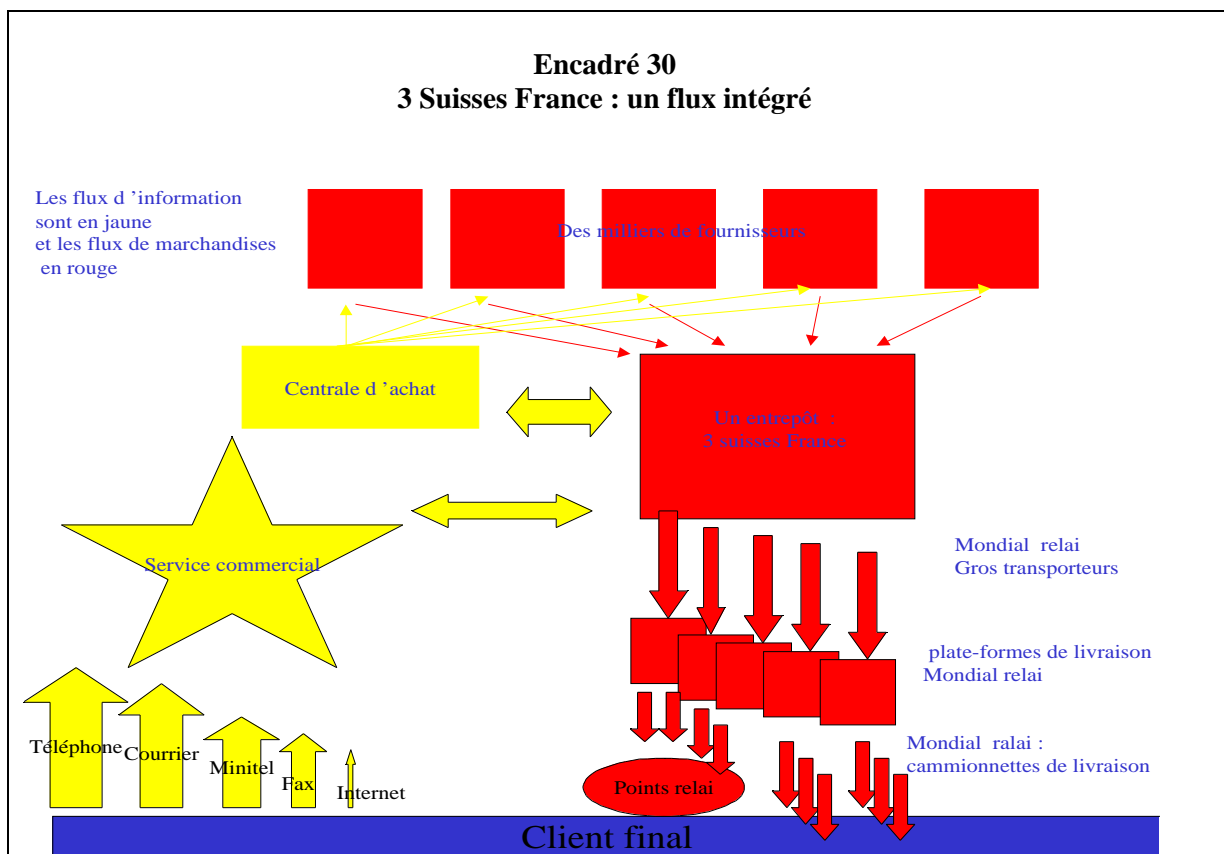 Encadré 30
3 Suisses France : un flux intégré
Les flux d ’information
sont en jaune
et les flux de marchandises
en rouge
Des milliers de fournisseurs
Centrale d ’achat
Un entrepôt :
3 suisses France
Service commercial
Mondial relai
Gros transporteurs
plate-formes de livraison
Mondial relai
Mondial ralai :
cammionnettes de livraison
Téléphone
Courrier
Minitel
Fax
Internet
Points relai
Client final